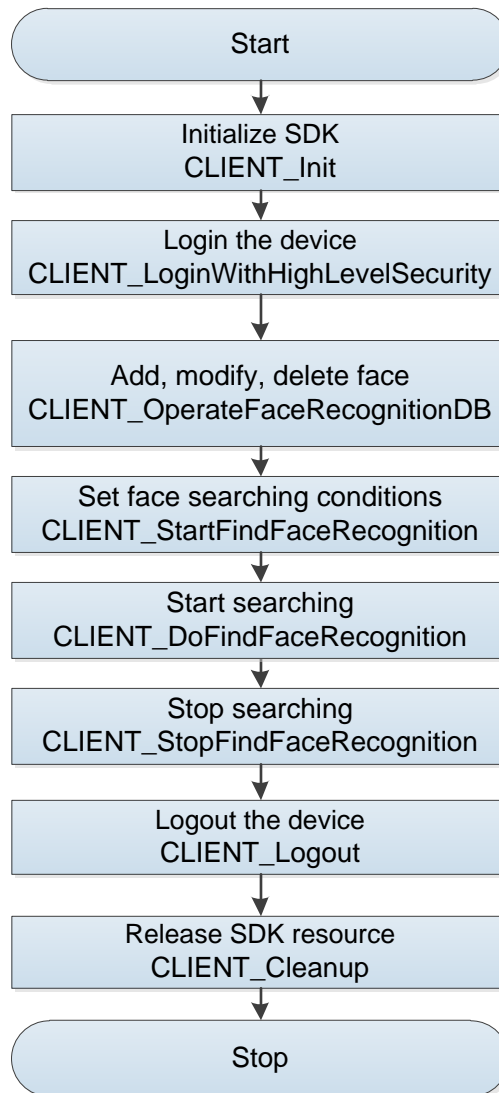 Start
Initialize SDK
CLIENT_Init
Login the device
CLIENT_LoginWithHighLevelSecurity
Add, modify, delete face
CLIENT_OperateFaceRecognitionDB
Set face searching conditions
CLIENT_StartFindFaceRecognition
Start searching
CLIENT_DoFindFaceRecognition
Stop searching
CLIENT_StopFindFaceRecognition
Logout the device
CLIENT_Logout
Release SDK resource
CLIENT_Cleanup
Stop